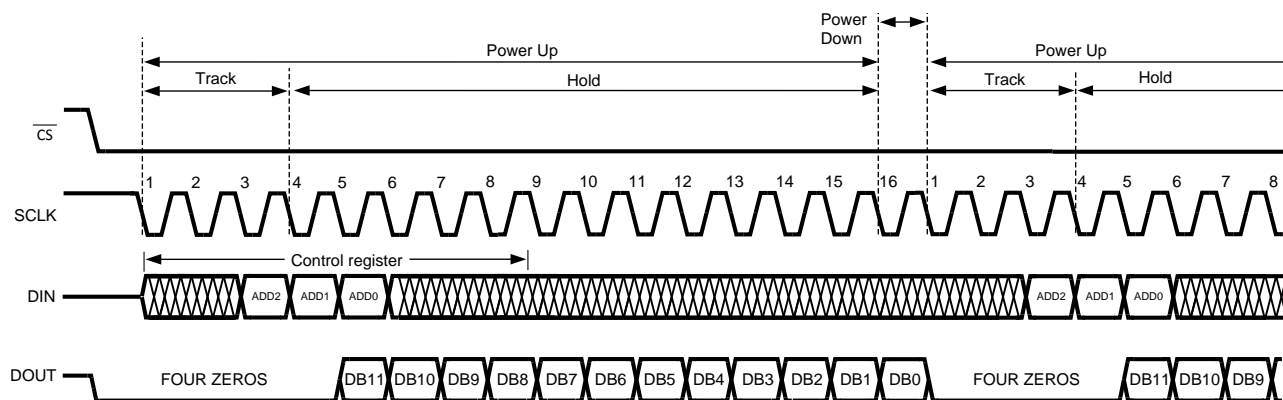 Power
Down
Power Up
Power Up
Track
Hold
Track
Hold
CS
1 2 3 4 5 6 7 8 9 10 11 12 13 14 15 16 1 2 3 4 5 6 7 8
SCLK
Control register
DIN
ADD2 ADD1 ADD0 ADD2 ADD1 ADD0
DOUT
FOUR ZEROS DB11 DB10 DB9 DB8 DB7 DB6 DB5 DB4 DB3 DB2 DB1 DB0 FOUR ZEROS DB11 DB10 DB9